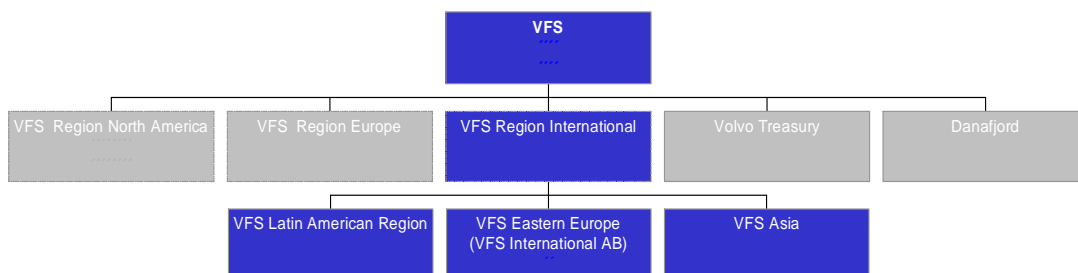 VFS
VFS Region North America
VFS Region Europe
VFS Region International
Volvo Treasury
Danafjord
VFS Latin American Region
VFS Eastern Europe
(VFS International AB)
VFS Asia